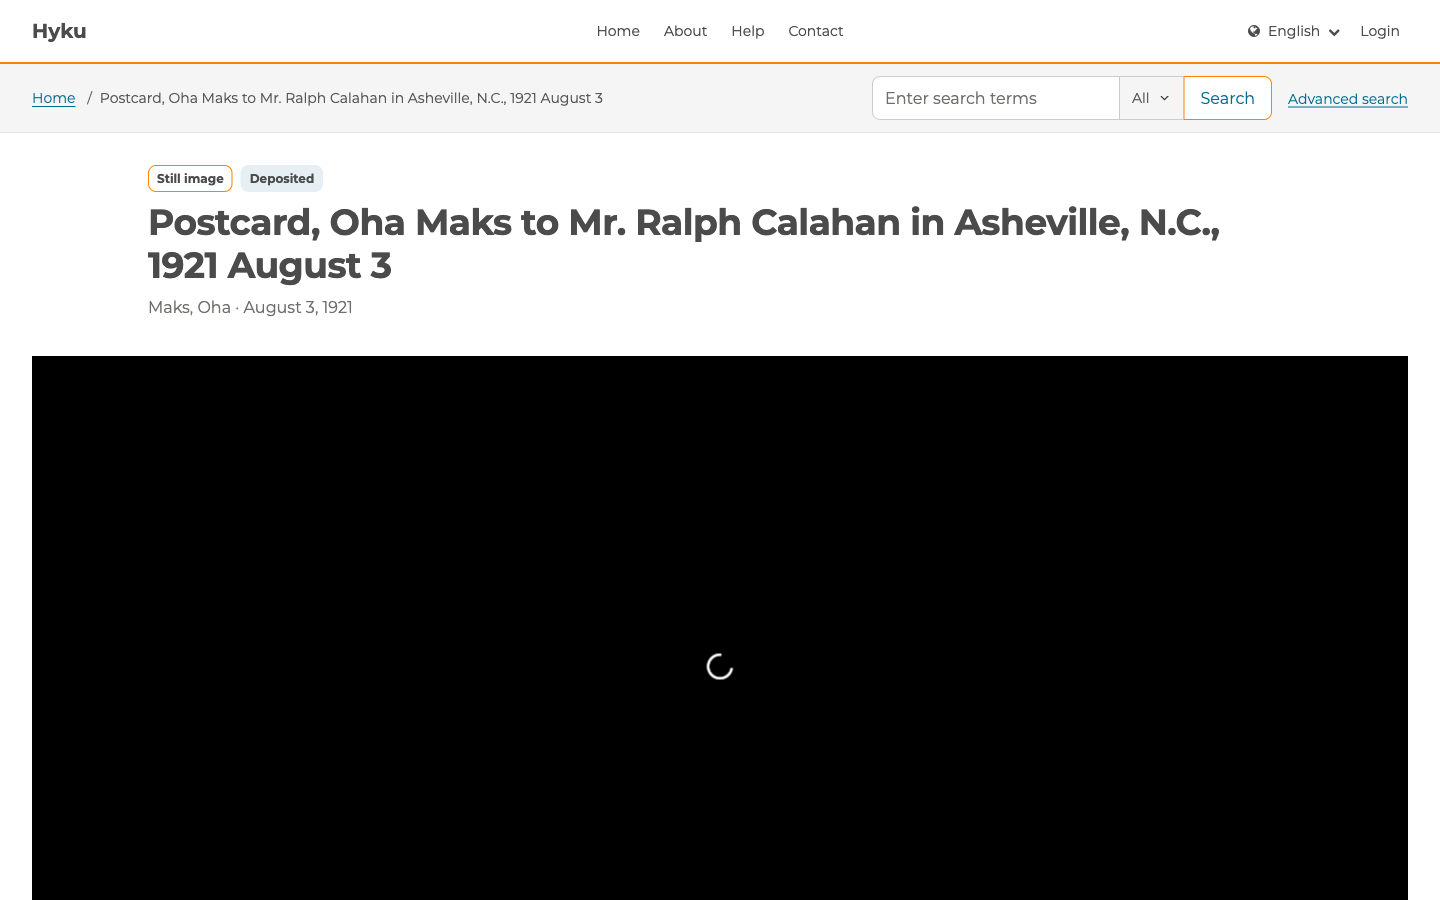 Hyku
Home About Help Contact
English Login
Home / Postcard, Oha Maks to Mr. Ralph Calahan in Asheville, N.C., 1921 August 3
Enter search terms All Search Advanced search
Still image Deposited
Postcard, Oha Maks to Mr. Ralph Calahan in Asheville, N.C.,
1921 August 3
Maks, Oha · August 3, 1921